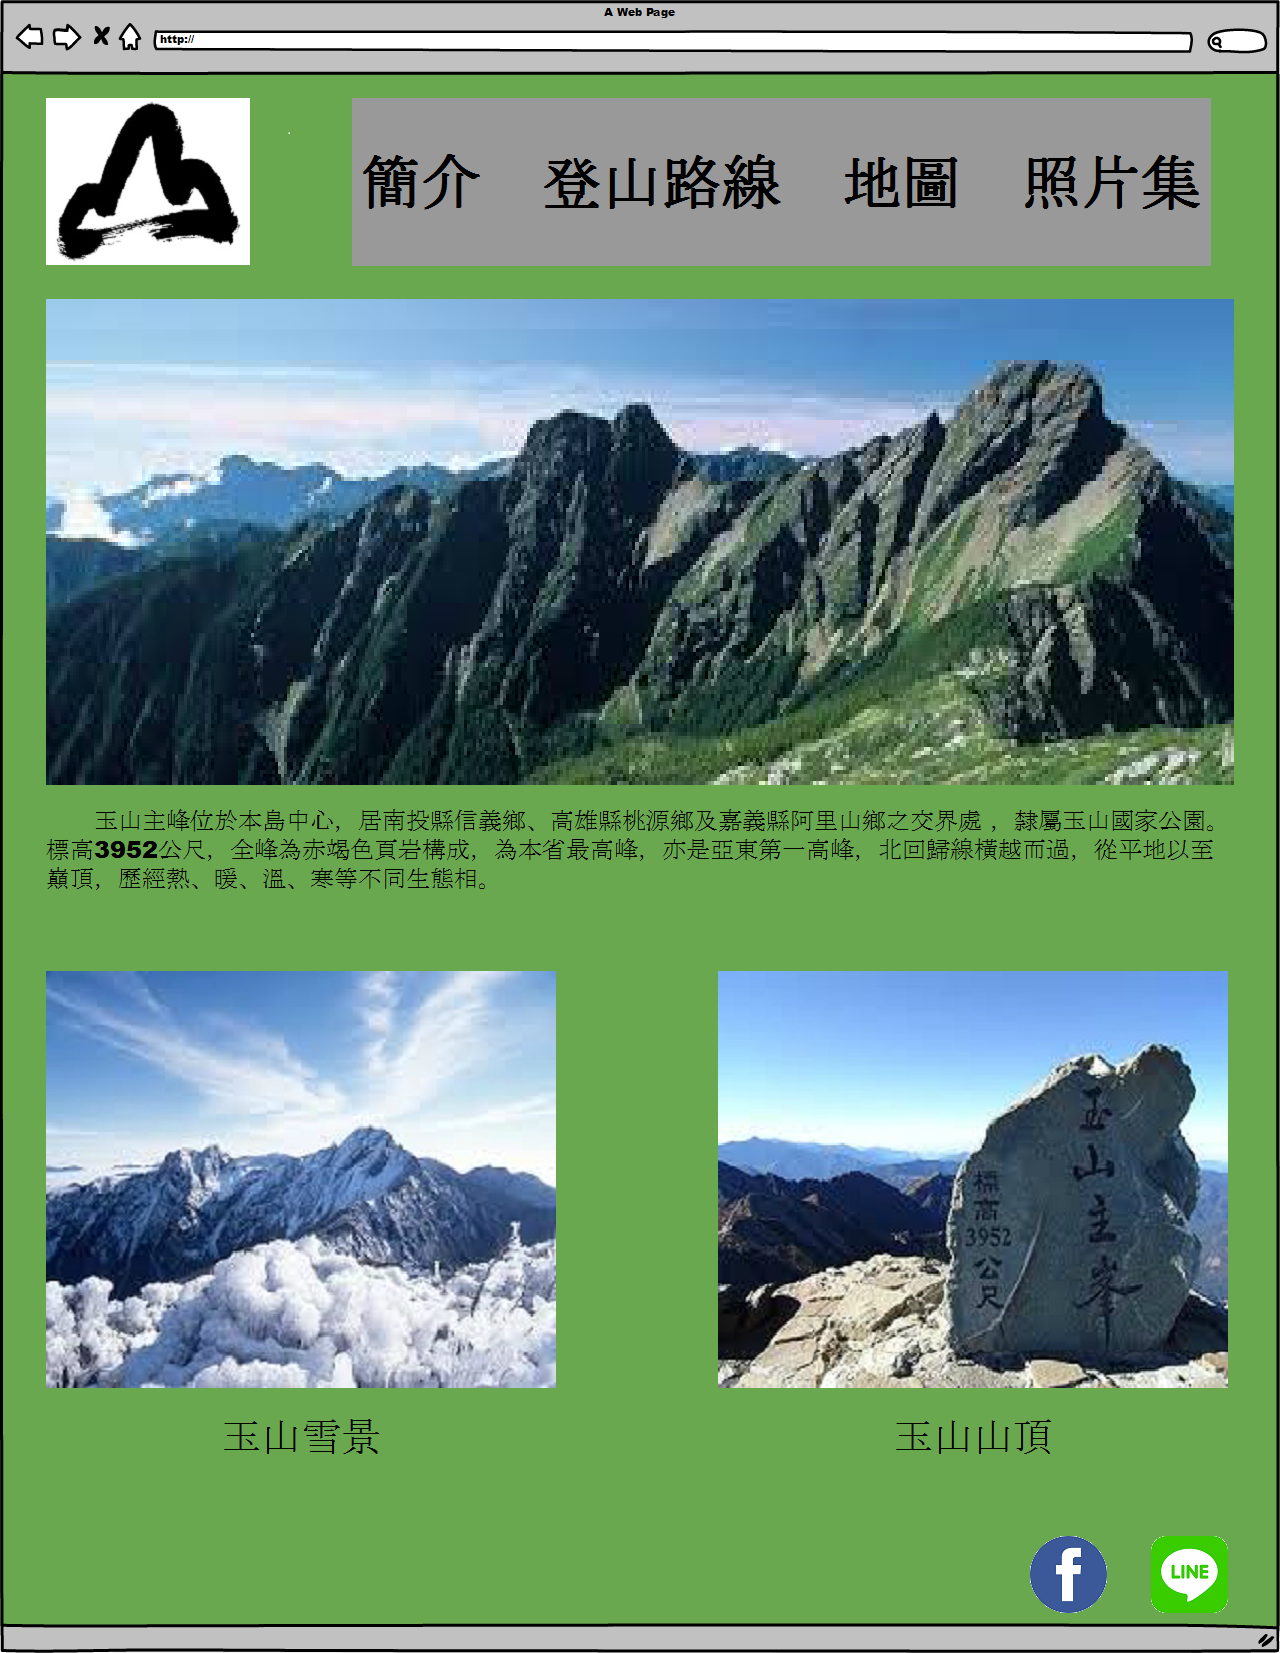 A Web Page
http://
簡介 登山路線 地圖 照片集
玉山主峰位於本島中心，居南投縣信義鄉、高雄縣桃源鄉及嘉義縣阿里山鄉之交界處 ，隸屬玉山國家公園。
標高3952公尺，全峰為赤竭色頁岩構成，為本省最高峰，亦是亞東第一高峰，北回歸線橫越而過，從平地以至
巔頂，歷經熱、暖、溫、寒等不同生態相。
玉山主峯
標高3952公尺
玉山雪景
玉山山頂
f
LINE